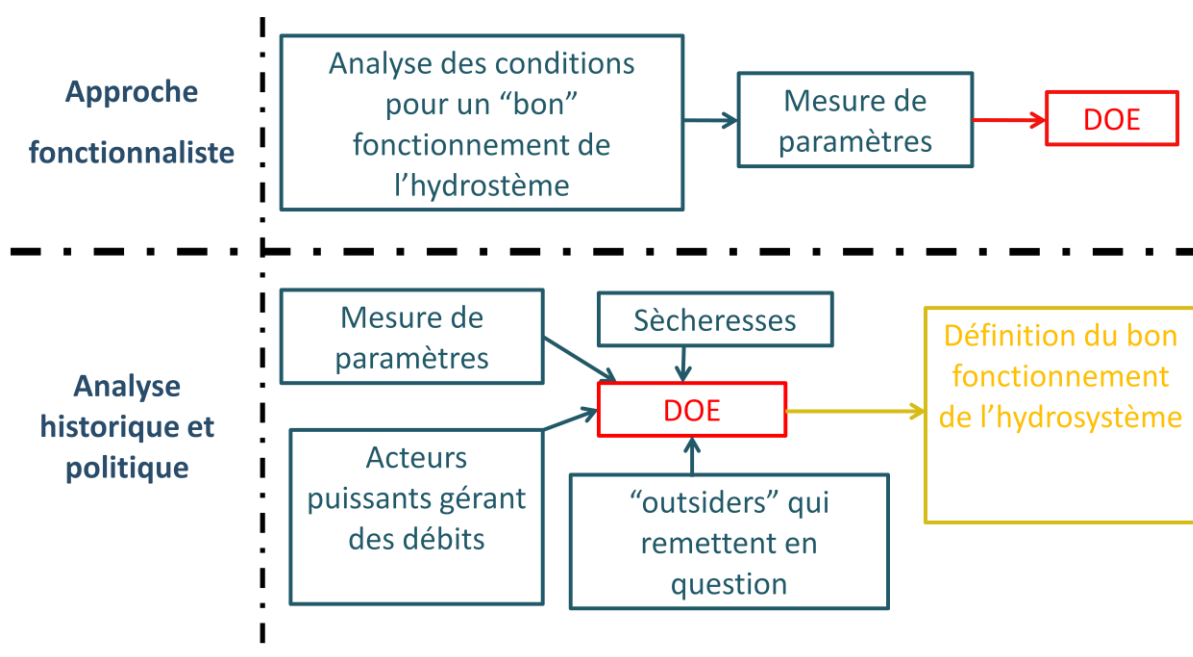 Approche
fonctionnaliste
Analyse des conditions
pour un “bon”
fonctionnement de
l’hydrostème
Mesure de
paramètres
DOE
Analyse
historique et
politique
Mesure de
paramètres
Sècheresses
DOE
Acteurs
puissants gérant
des débits
“outsiders” qui
remettent en
question
Définition du bon
fonctionnement
de l’hydrosystème